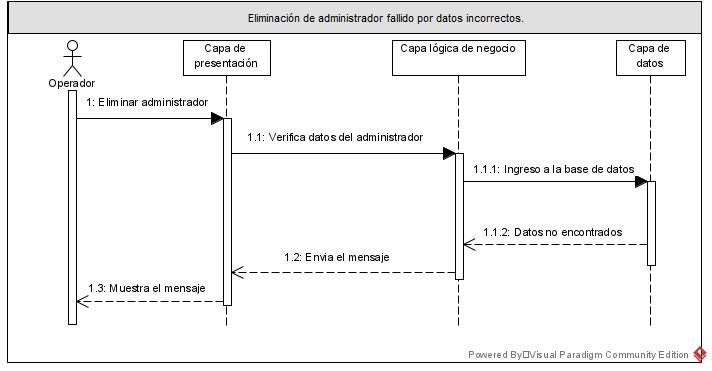 Eliminación de administrador fallido por datos incorrectos.
Operador
Capa de
presentación
Capa lógica de negocio
Capa de
datos
1: Eliminar administrador
1.1: Verifica datos del administrador
1.1.1: Ingreso a la base de datos
1.1.2: Datos no encontrados
1.2: Envia el mensaje
1.3: Muestra el mensaje
Powered By Visual Paradigm Community Edition